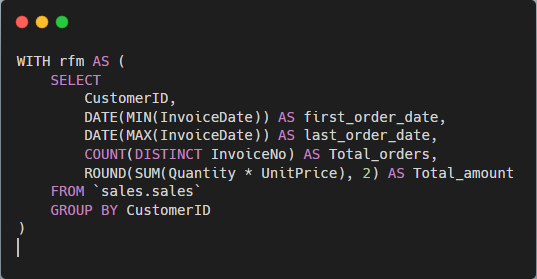 WITH rfm AS (
    SELECT
        CustomerID,
        DATE(MIN(InvoiceDate)) AS first_order_date,
        DATE(MAX(InvoiceDate)) AS last_order_date,
        COUNT(DISTINCT InvoiceNo) AS Total_orders,
        ROUND(SUM(Quantity * UnitPrice), 2) AS Total_amount
    FROM `sales.sales`
    GROUP BY CustomerID
)